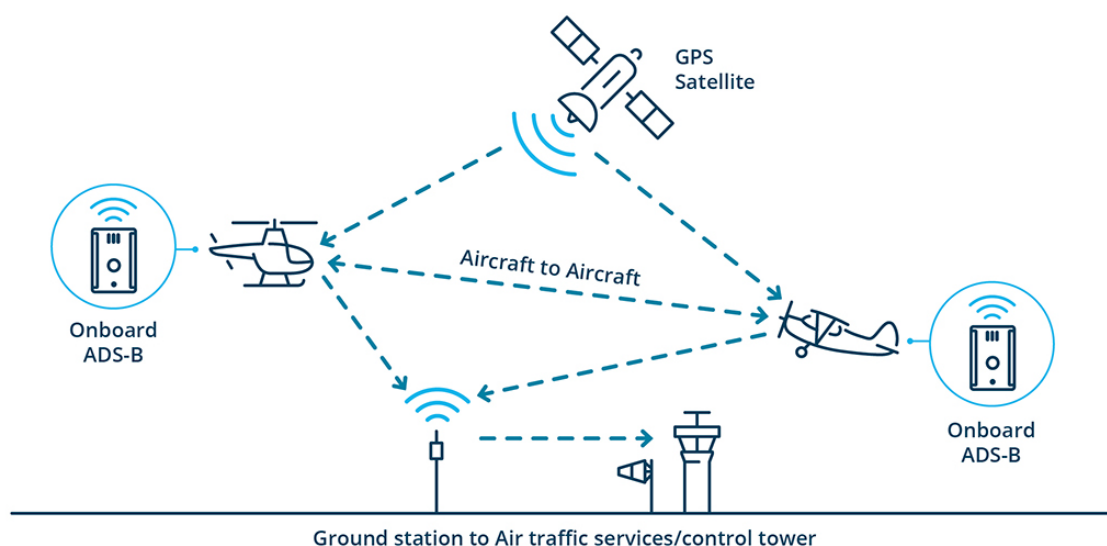 GPS
Satellite
Aircraft to Aircraft
Onboard
ADS-B
Onboard
ADS-B
Ground station to Air traffic services/control tower